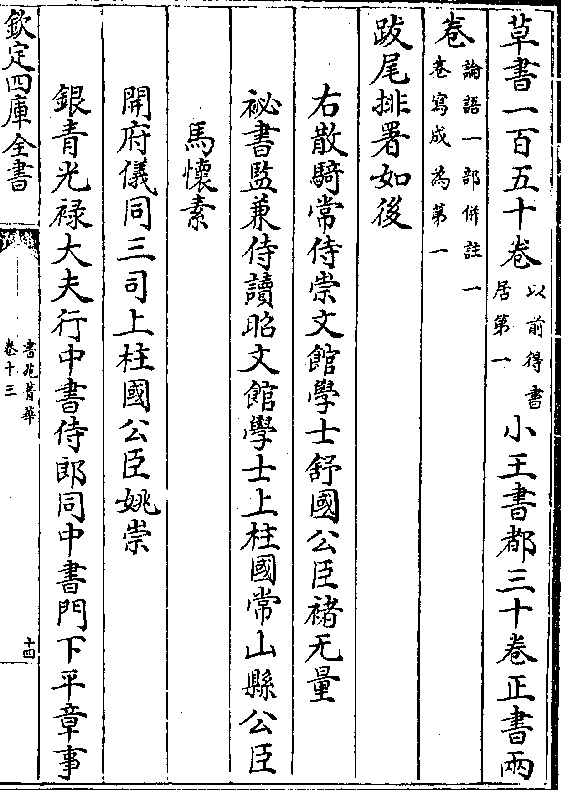 草書一百五十卷以前得書居第一小王書都三十卷正書兩
卷論語一部併註一卷寫成為第一
跋尾排署如後
右散騎常侍崇文館學士舒國公臣褚无量
祕書監兼侍讀昭文館學士上柱國常山縣公臣
馬懷素
開府儀同三司上柱國公臣姚崇
銀青光祿大夫行中書侍郎同中書門下平章事
欽定四庫全書
書苑菁華
卷十三
十四